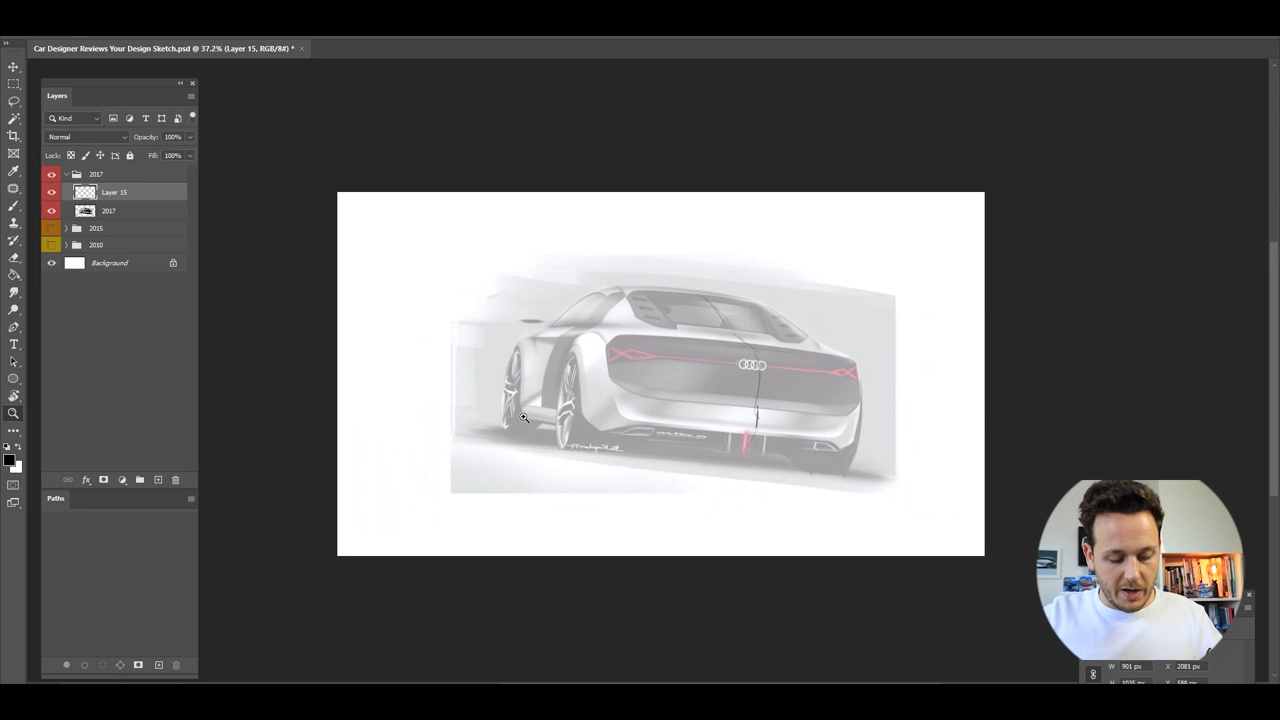 Car Designer Reviews Your Design Sketch.psd @ 37.2% (Layer 15, RGB/8#) *
Layers
Kind
Normal
Opacity: 100%
Lock:
Fill: 100%
2017
Layer 15
2017
2015
2010
Background
fx
Paths
W 901 px
X 2081 px